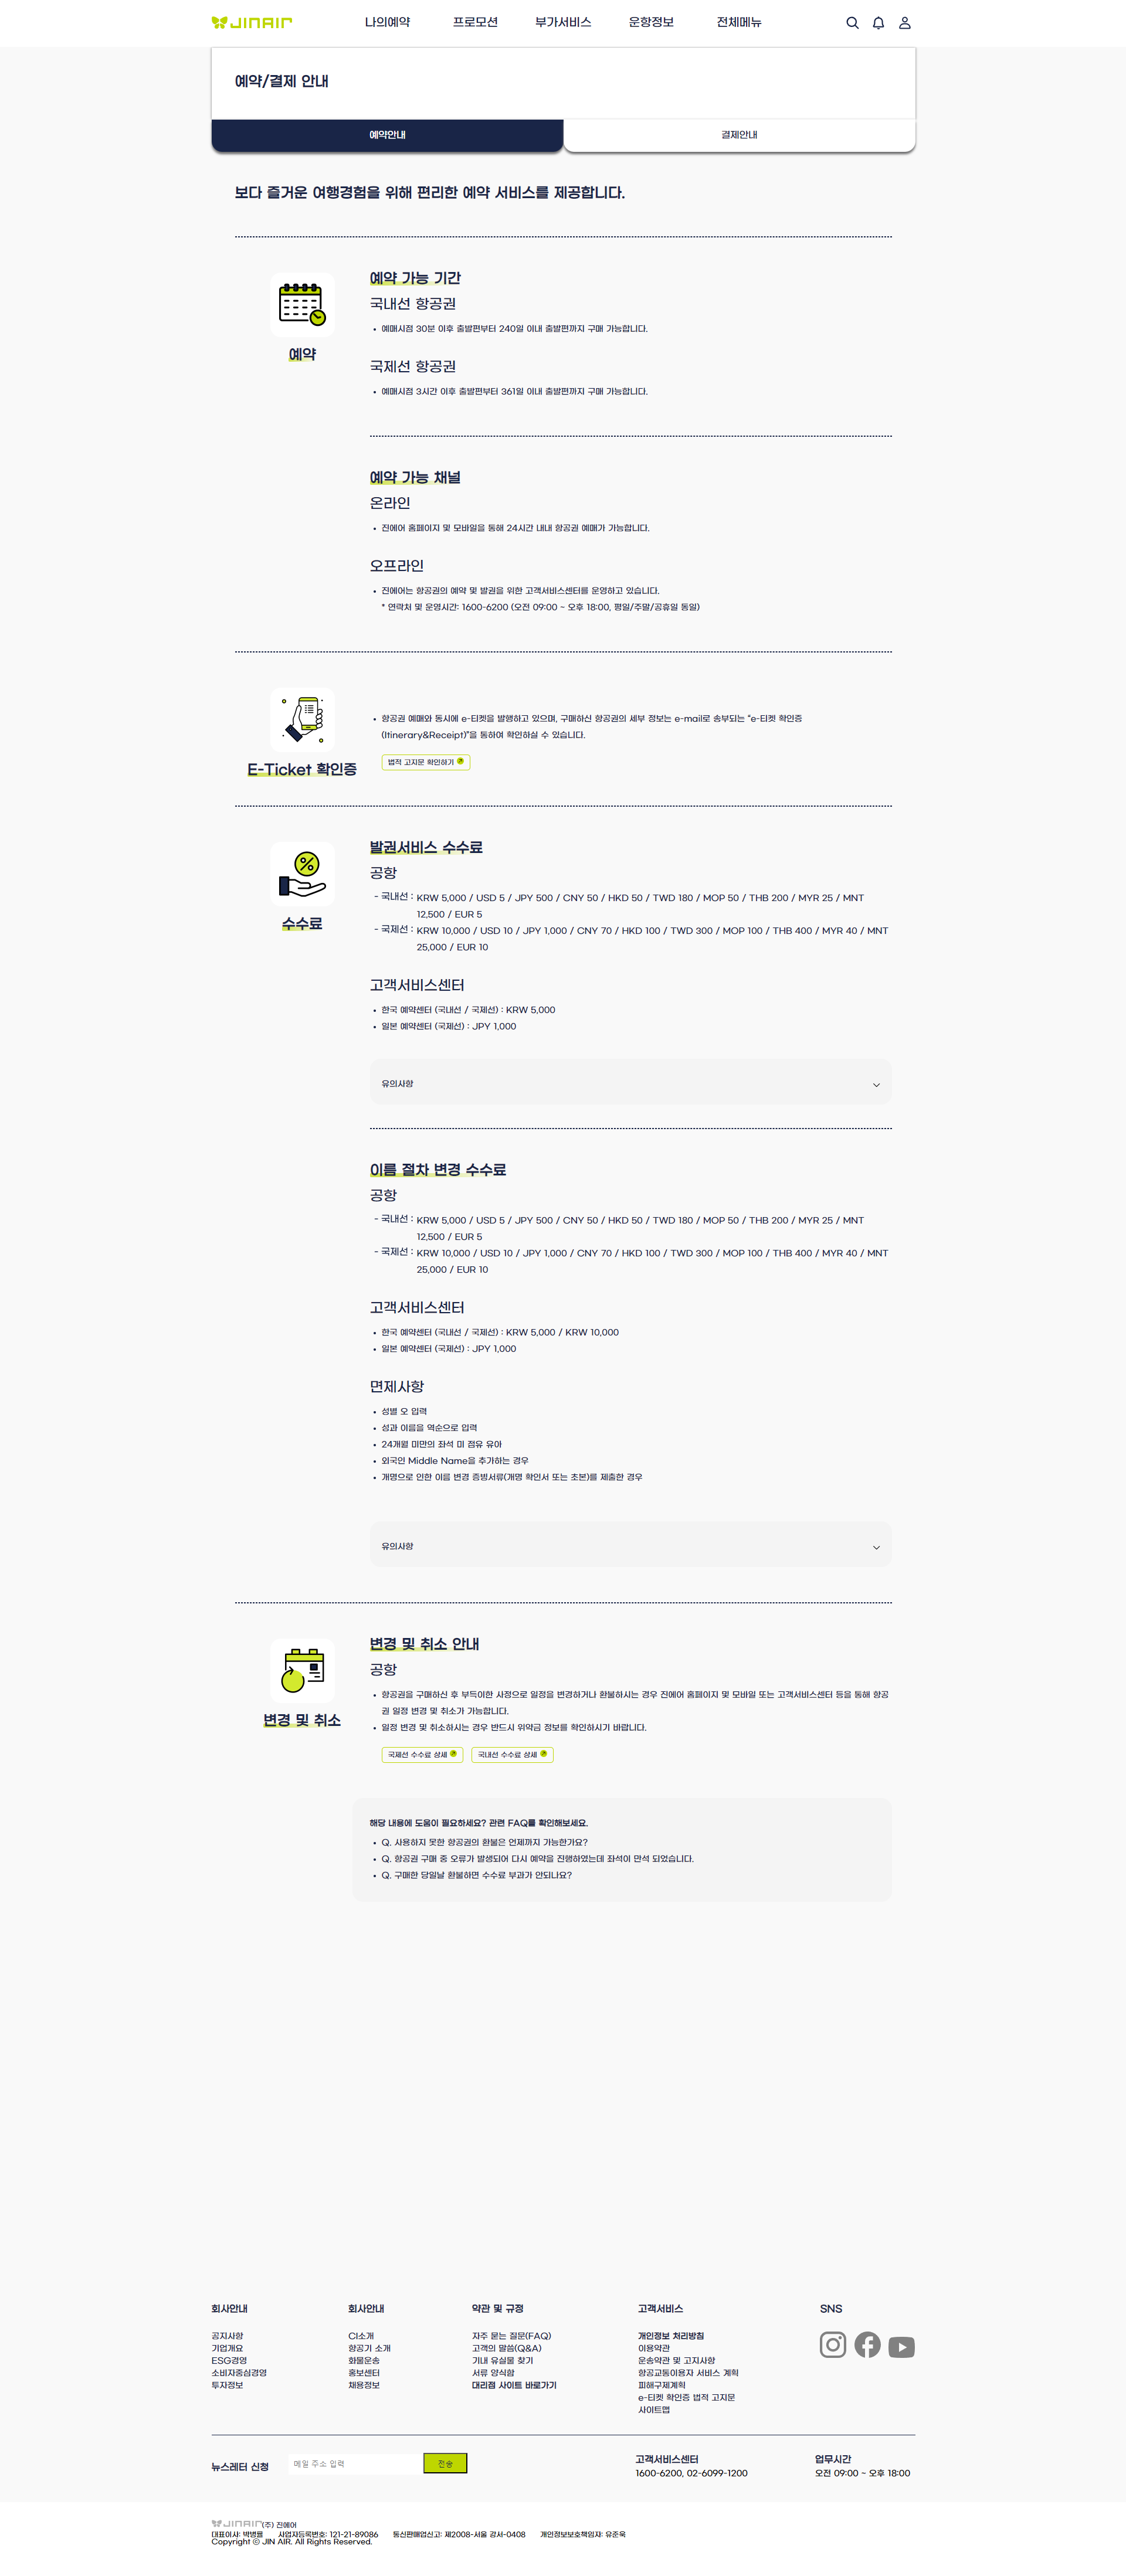 JINAIR
나의예약
프로모션
부가서비스
운항정보
전체메뉴
예약/결제 안내
예약안내
결제안내
보다 즐거운 여행경험을 위해 편리한 예약 서비스를 제공합니다.
예약
예약 가능 기간
국내선 항공권
• 예매시점 30분 이후 출발편부터 240일 이내 출발편까지 구매 가능합니다.
국제선 항공권
• 예매시점 3시간 이후 출발편부터 361일 이내 출발편까지 구매 가능합니다.
예약 가능 채널
온라인
• 진에어 홈페이지 및 모바일을 통해 24시간 내내 항공권 예매가 가능합니다.
오프라인
• 진에어는 항공권의 예약 및 발권을 위한 고객서비스센터를 운영하고 있습니다.
* 연락처 및 운영시간: 1600-6200 (오전 09:00 ~ 오후 18:00, 평일/주말/공휴일 동일)
E-Ticket 확인증
• 항공권 예매와 동시에 e-티켓을 발행하고 있으며, 구매하신 항공권의 세부 정보는 e-mail로 송부되는 "e-티켓 확인증
(Itinerary&Receipt)"을 통하여 확인하실 수 있습니다.
법적 고지문 확인하기
수수료
발권서비스 수수료
공항
- 국내선 : KRW 5,000 / USD 5 / JPY 500 / CNY 50 / HKD 50 / TWD 180 / MOP 50 / THB 200 / MYR 25 / MNT
12,500 / EUR 5
- 국제선 : KRW 10,000 / USD 10 / JPY 1,000 / CNY 70 / HKD 100 / TWD 300 / MOP 100 / THB 400 / MYR 40 / MNT
25,000 / EUR 10
고객서비스센터
• 한국 예약센터 (국내선 / 국제선) : KRW 5,000
• 일본 예약센터 (국제선) : JPY 1,000
유의사항
이름 철자 변경 수수료
공항
- 국내선 : KRW 5,000 / USD 5 / JPY 500 / CNY 50 / HKD 50 / TWD 180 / MOP 50 / THB 200 / MYR 25 / MNT
12,500 / EUR 5
- 국제선 : KRW 10,000 / USD 10 / JPY 1,000 / CNY 70 / HKD 100 / TWD 300 / MOP 100 / THB 400 / MYR 40 / MNT
25,000 / EUR 10
고객서비스센터
• 한국 예약센터 (국내선 / 국제선) : KRW 5,000 / KRW 10,000
• 일본 예약센터 (국제선) : JPY 1,000
면제사항
• 성별 오 입력
• 성과 이름을 역순으로 입력
• 24개월 미만의 좌석 미 점유 유아
• 외국인 Middle Name을 추가하는 경우
• 개명으로 인한 이름 변경 증빙서류(개명 확인서 또는 초본)를 제출한 경우
유의사항
변경 및 취소
변경 및 취소 안내
공항
• 항공권을 구매하신 후 부득이한 사정으로 일정을 변경하거나 환불하시는 경우 진에어 홈페이지 및 모바일 또는 고객서비스센터 등을 통해 항공
권 일정 변경 및 취소가 가능합니다.
• 일정 변경 및 취소하시는 경우 반드시 위약금 정보를 확인하시기 바랍니다.
국제선 수수료 상세
국내선 수수료 상세
해당 내용에 도움이 필요하세요? 관련 FAQ를 확인해보세요.
• Q. 사용하지 못한 항공권의 환불은 언제까지 가능한가요?
• Q. 항공권 구매 중 오류가 발생되어 다시 예약을 진행하였는데 좌석이 만석 되었습니다.
• Q. 구매한 당일날 환불하면 수수료 부과가 안되나요?
회사안내
공지사항
기업개요
ESG경영
소비자중심경영
투자정보
회사안내
CI소개
항공기 소개
화물운송
홍보센터
채용정보
약관 및 규정
자주 묻는 질문(FAQ)
고객의 말씀(Q&A)
기내 유실물 찾기
서류 양식함
대리점 사이트 바로가기
고객서비스
개인정보 처리방침
이용약관
운송약관 및 고지사항
항공교통이용자 서비스 계획
피해구제계획
e-티켓 확인증 법적 고지문
사이트맵
SNS
뉴스레터 신청
메일 주소 입력
전송
고객서비스센터
1600-6200, 02-6099-1200
업무시간
오전 09:00 ~ 오후 18:00
JINAIR (주) 진에어
대표이사: 박병률 사업자등록번호: 121-21-89086 통신판매업신고: 제2008-서울 강서-0408 개인정보보호책임자: 유준욱
Copyright ⓒ JIN AIR. All Rights Reserved.